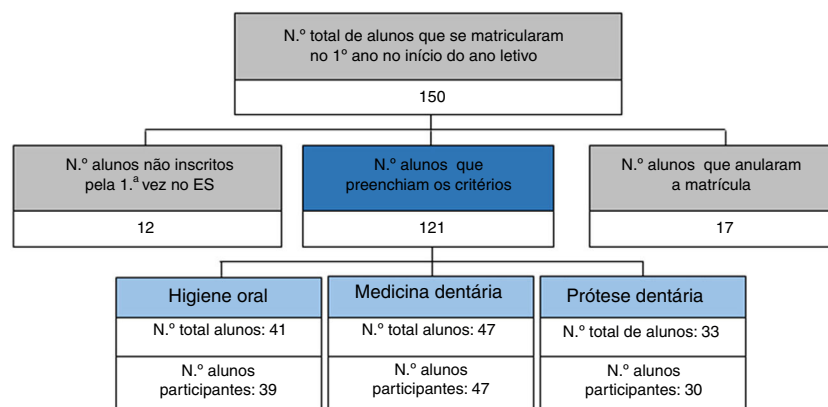 N.º total de alunos que se matricularam
no 1º ano no início do ano letivo
150
N.º alunos não inscritos
pela 1.ª vez no ES
12
N.º alunos que
preenchiam os critérios
121
N.º alunos que anularam
a matrícula
17
Higiene oral
N.º total alunos: 41
N.º alunos
participantes: 39
Medicina dentária
N.º total alunos: 47
N.º alunos
participantes: 47
Prótese dentária
N.º total de alunos: 33
N.º alunos
participantes: 30